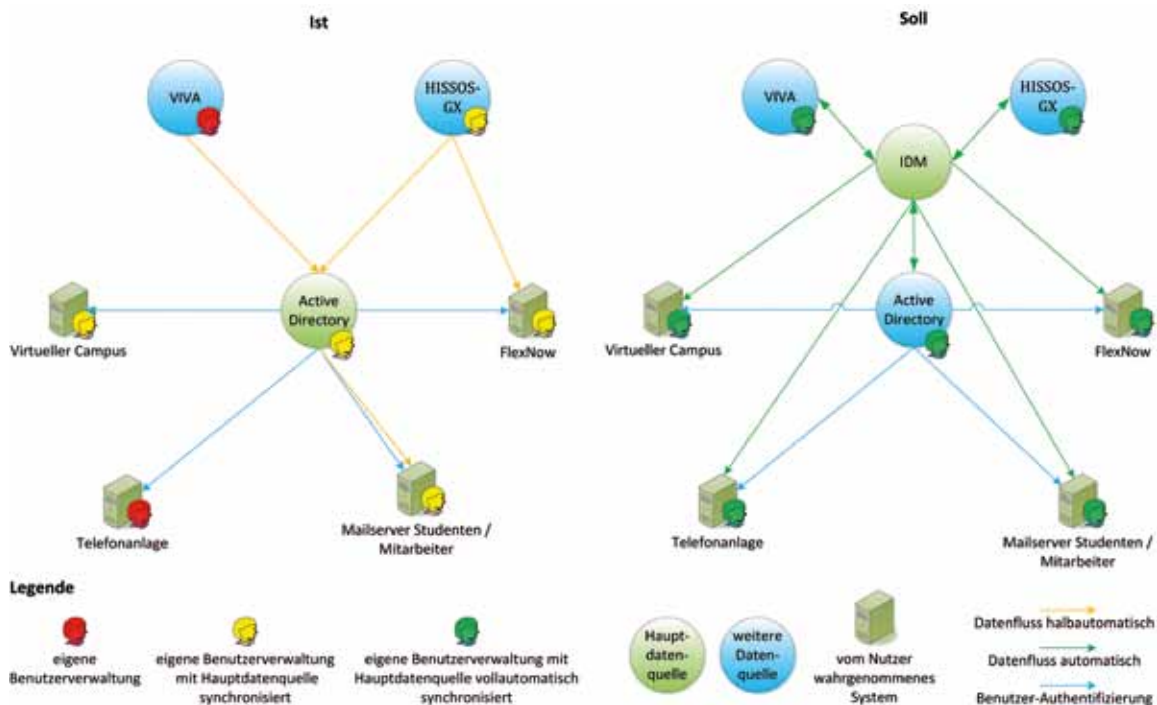 Ist
VIVA
HISSOS-
GX
Active
Directory
Virtueller Campus
FlexNow
Telefonanlage
Mailserver Studenten /
Mitarbeiter
Soll
VIVA
HISSOS-
GX
IDM
Active
Directory
Virtueller Campus
FlexNow
Telefonanlage
Mailserver Studenten /
Mitarbeiter
Legende
eigene
Benutzerverwaltung
eigene Benutzerverwaltung
mit Hauptdatenquelle
synchronisiert
eigene Benutzerverwaltung mit
Hauptdatenquelle vollautomatisch
synchronisiert
Haupt-
daten-
quelle
weitere
Daten-
quelle
vom Nutzer
wahrgenommenes
System
Datenfluss halbautomatisch
Datenfluss automatisch
Benutzer-Authentifizierung